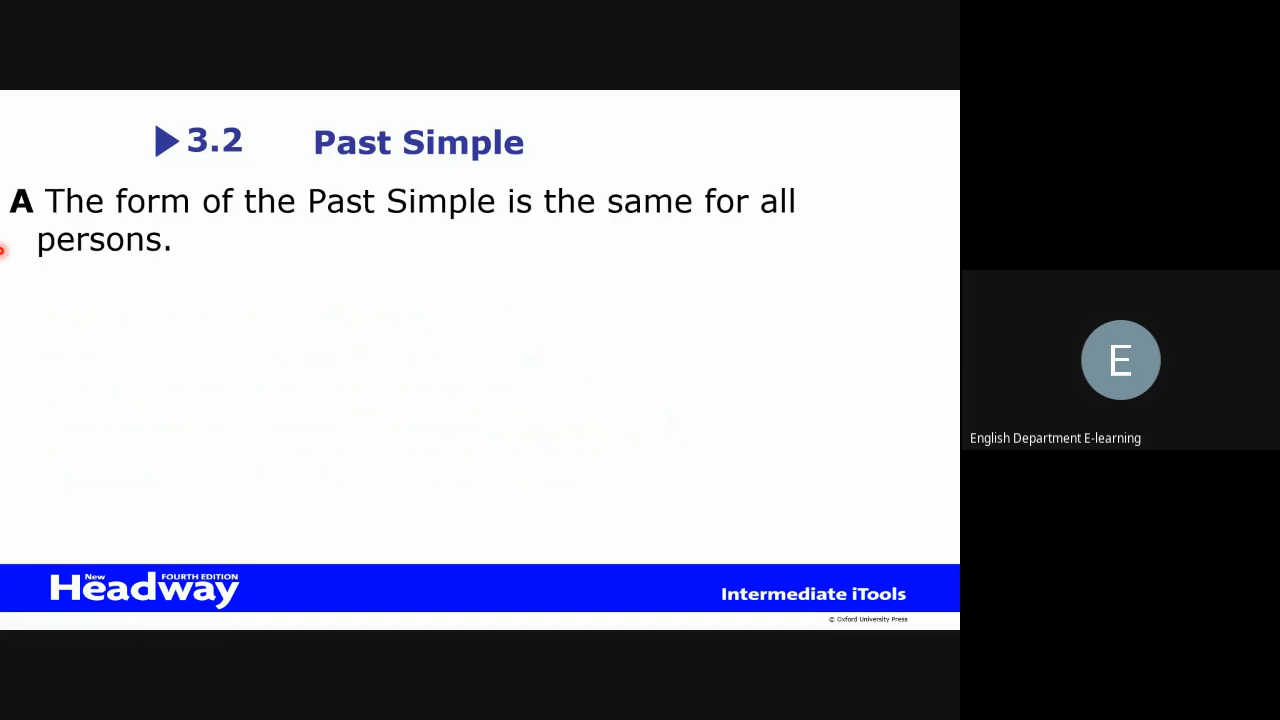 3.2 Past Simple
A The form of the Past Simple is the same for all
persons.
New Headway FOURTH EDITION
Intermediate iTools
© Oxford University Press
E
English Department E-learning